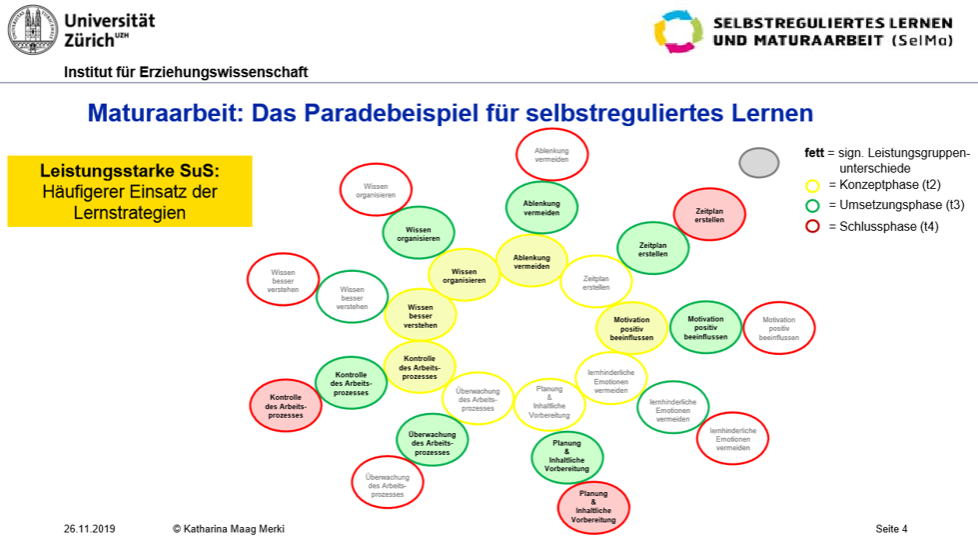 Universität
Zürich UZH
SELBSTREGULIERTES LERNEN
UND MATURAARBEIT (SelMa)
Institut für Erziehungswissenschaft
Maturaarbeit: Das Paradebeispiel für selbstreguliertes Lernen
Leistungsstarke SuS:
Häufigerer Einsatz der
Lernstrategien
fett = sign. Leistungsgruppen-
unterschiede
= Konzeptphase (t2)
= Umsetzungsphase (t3)
= Schlussphase (t4)
Ablenkung
vermeiden
Ablenkung
vermeiden
Ablenkung
vermeiden
Zeitplan
erstellen
Zeitplan
erstellen
Zeitplan
erstellen
Motivation
positiv
beeinflussen
Motivation
positiv
beeinflussen
Motivation
positiv
beeinflussen
lernhinderliche
Emotionen
vermeiden
lernhinderliche
Emotionen
vermeiden
lernhinderliche
Emotionen
vermeiden
Planung
&
Inhaltliche
Vorbereitung
Planung
&
Inhaltliche
Vorbereitung
Planung
&
Inhaltliche
Vorbereitung
Überwachung
des Arbeits-
prozesses
Überwachung
des Arbeits-
prozesses
Überwachung
des Arbeits-
prozesses
Kontrolle
des Arbeits-
prozesses
Kontrolle
des Arbeits-
prozesses
Kontrolle
des Arbeits-
prozesses
Wissen
besser
verstehen
Wissen
besser
verstehen
Wissen
besser
verstehen
Wissen
organisieren
Wissen
organisieren
Wissen
organisieren
26.11.2019
© Katharina Maag Merki
Seite 4